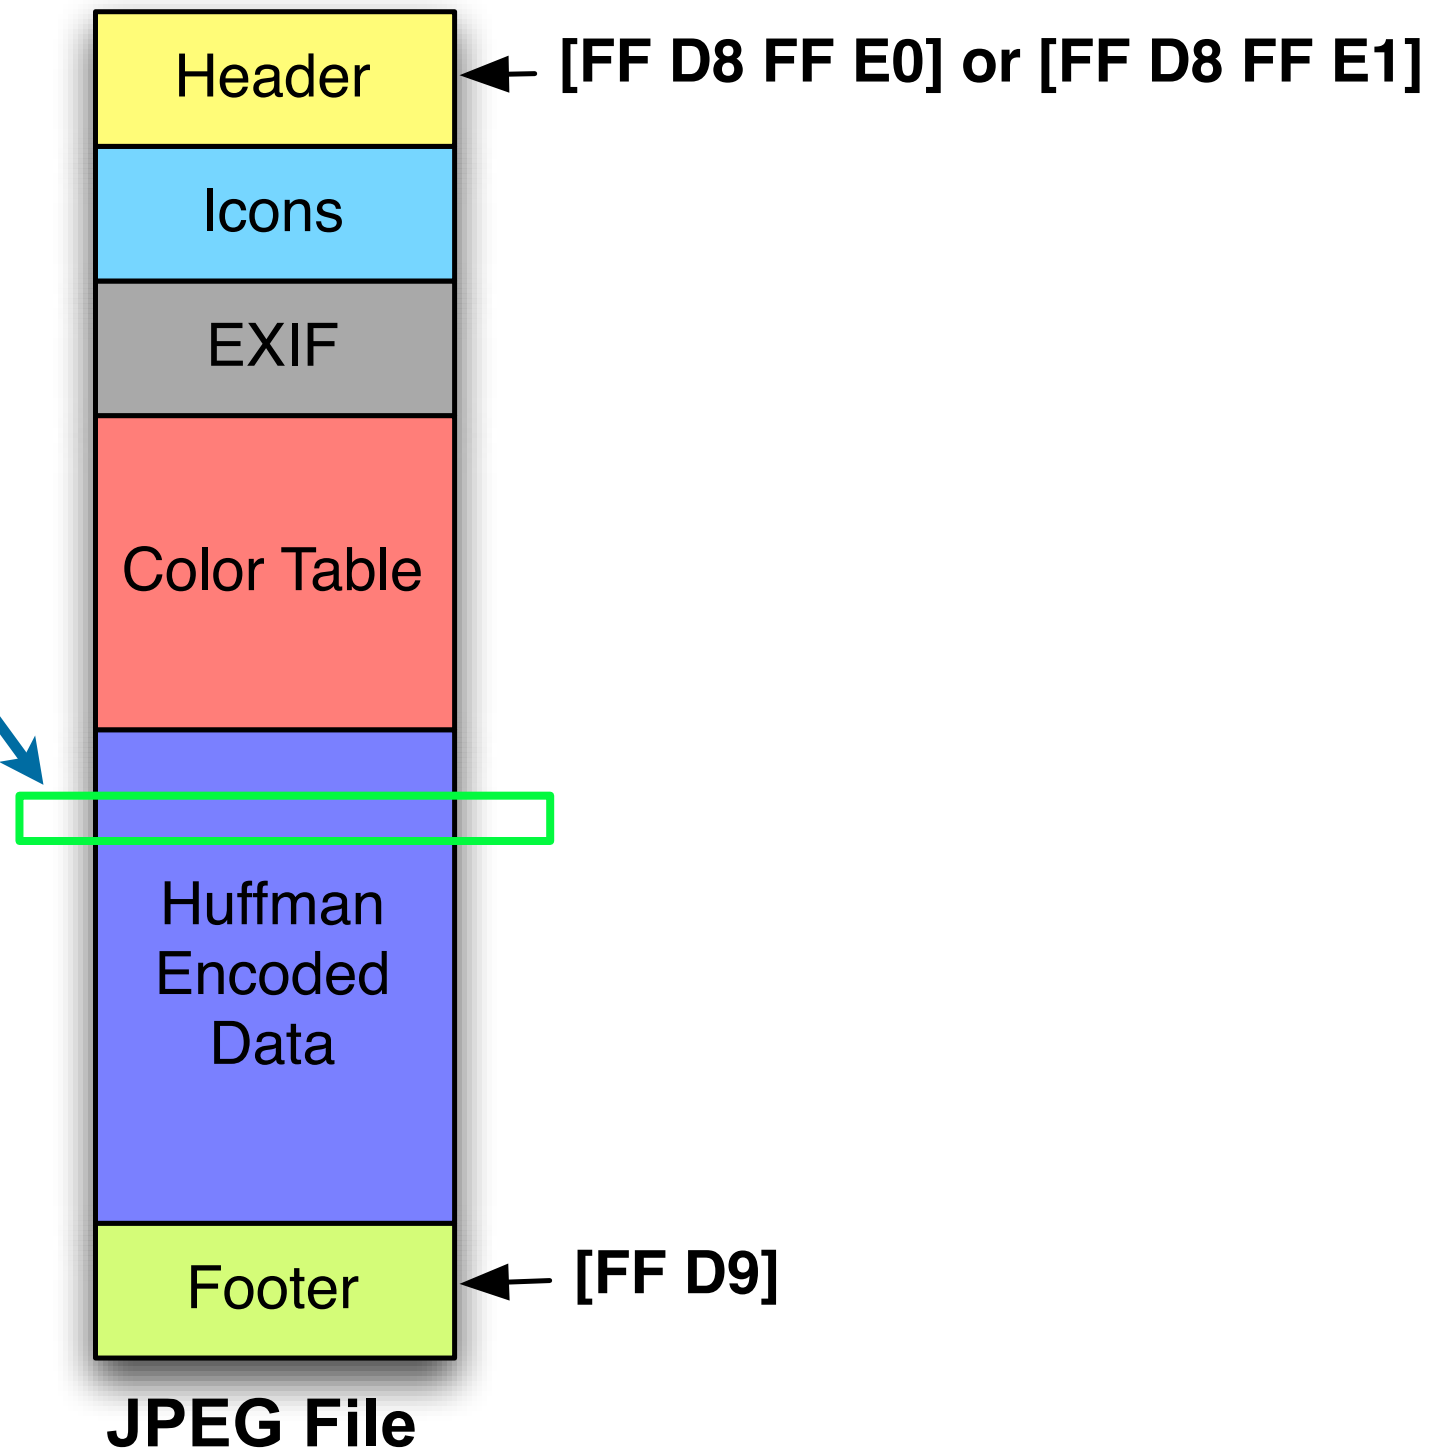 Header
[FF D8 FF E0] or [FF D8 FF E1]
Icons
EXIF
Color Table
Huffman
Encoded
Data
Footer
[FF D9]
JPEG File